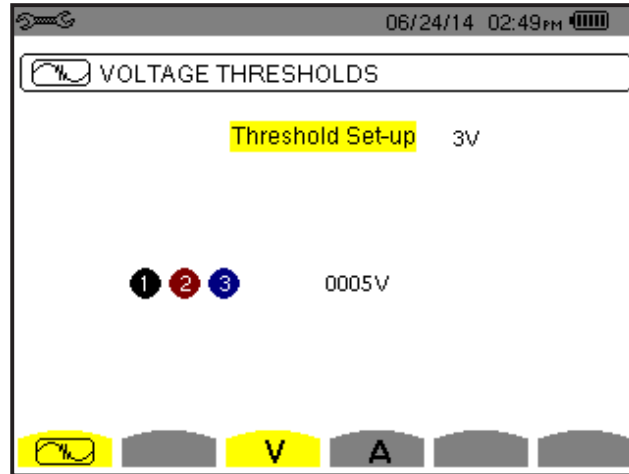 06/24/14 02:49PM
VOLTAGE THRESHOLDS
Threshold Set-up 3V
1 2 3 0005V
V A